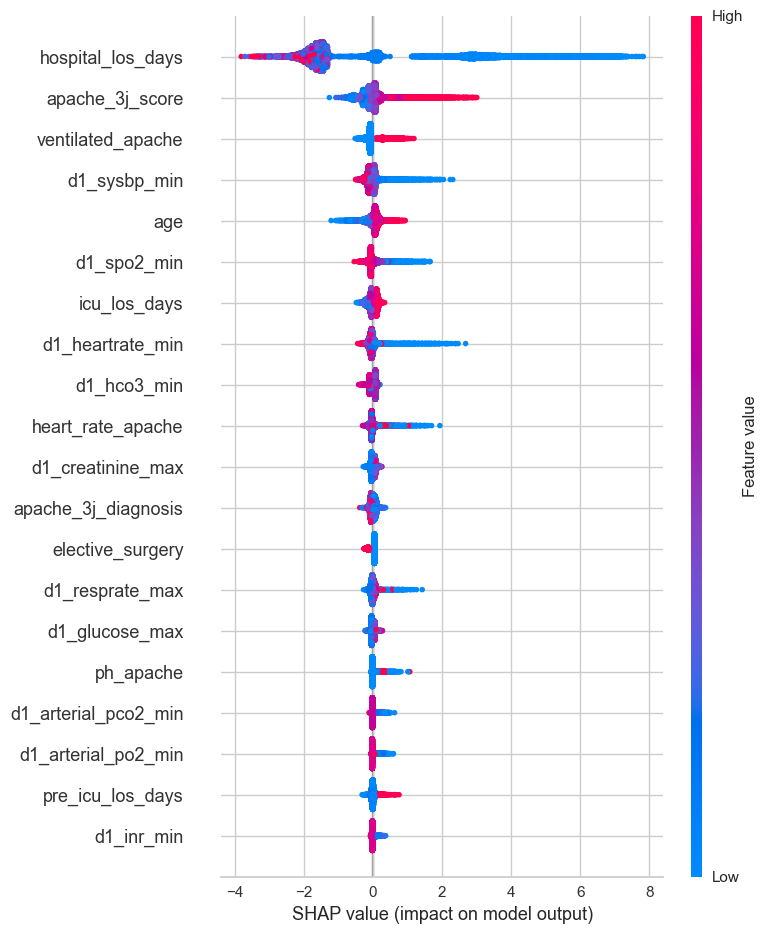 High
hospital_los_days
apache_3j_score
ventilated_apache
d1_sysbp_min
age
d1_spo2_min
icu_los_days
d1_heartrate_min
d1_hco3_min
heart_rate_apache
d1_creatinine_max
apache_3j_diagnosis
elective_surgery
d1_resprate_max
d1_glucose_max
ph_apache
d1_arterial_pco2_min
d1_arterial_po2_min
pre_icu_los_days
d1_inr_min
Feature value
Low
−4 −2 0 2 4 6 8
SHAP value (impact on model output)